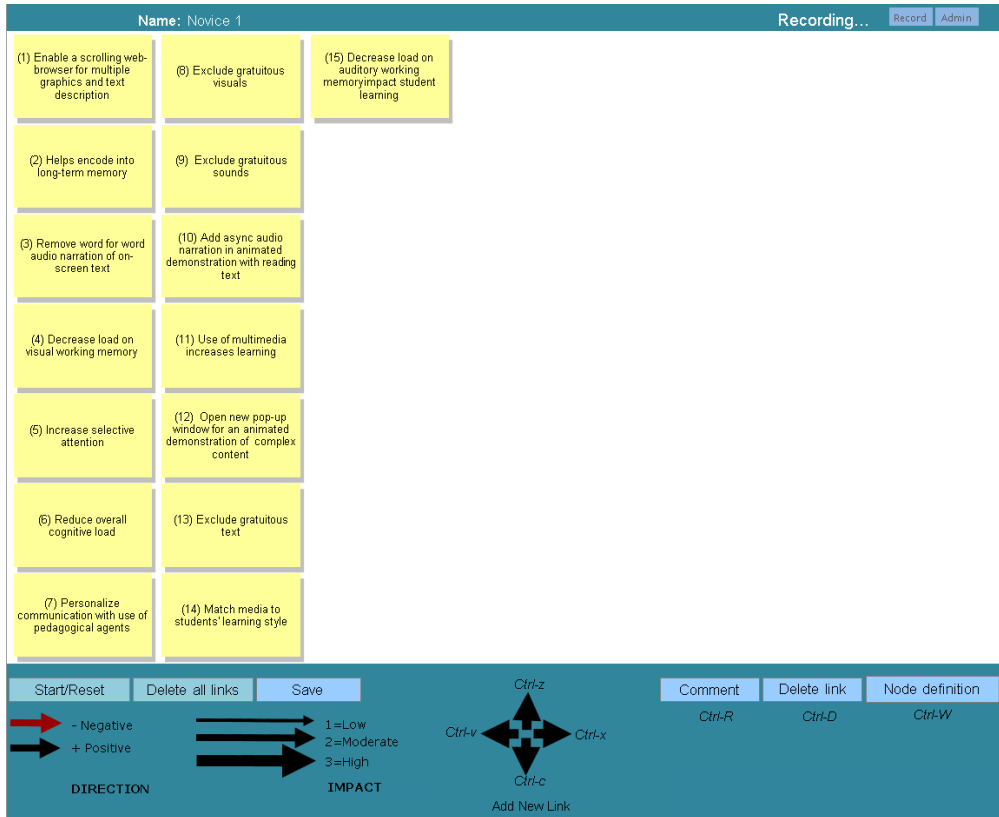 Name: Novice 1
Recording...
Record
Admin
(1) Enable a scrolling web-
browser for multiple
graphics and text
description
(2) Helps encode into
long-term memory
(3) Remove word for word
audio narration of on-
screen text
(4) Decrease load on
visual working memory
(5) Increase selective
attention
(6) Reduce overall
cognitive load
(7) Personalize
communication with use of
pedagogical agents
(8) Exclude gratuitous
visuals
(9) Exclude gratuitous
sounds
(10) Add async audio
narration in animated
demonstration with reading
text
(11) Use of multimedia
increases learning
(12) Open new pop-up
window for an animated
demonstration of complex
content
(13) Exclude gratuitous
text
(14) Match media to
students' learning style
(15) Decrease load on
auditory working
memoryimpact student
learning
Start/Reset
Delete all links
Save
- Negative
+ Positive
DIRECTION
1=Low
2=Moderate
3=High
IMPACT
Ctrl-z
Ctrl-v
Ctrl-x
Ctrl-c
Add New Link
Comment
Delete link
Node definition
Ctrl-R
Ctrl-D
Ctrl-W